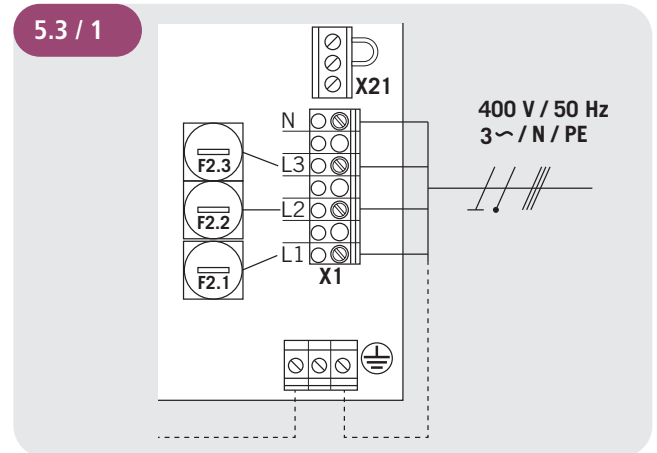 5.3 / 1
X21
400 V / 50 Hz
3~ / N / PE
N
F2.3
L3
F2.2
L2
F2.1
L1
X1